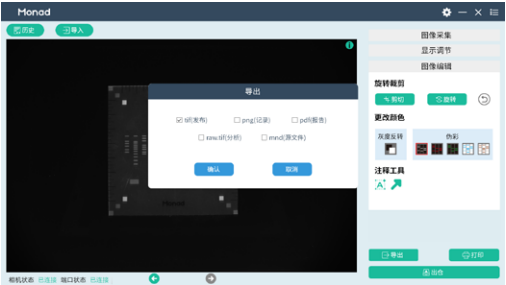 Monad
历史
导入
图像采集
显示调节
图像编辑
旋转裁剪
剪切
旋转
更改颜色
灰度反转
伪彩
注释工具
A
导出
打印
出仓
导出
tif(发布)
png(记录)
pdf(报告)
raw.tif(分析)
mnd(原文件)
确认
取消
相机状态 已连接 端口状态 已连接